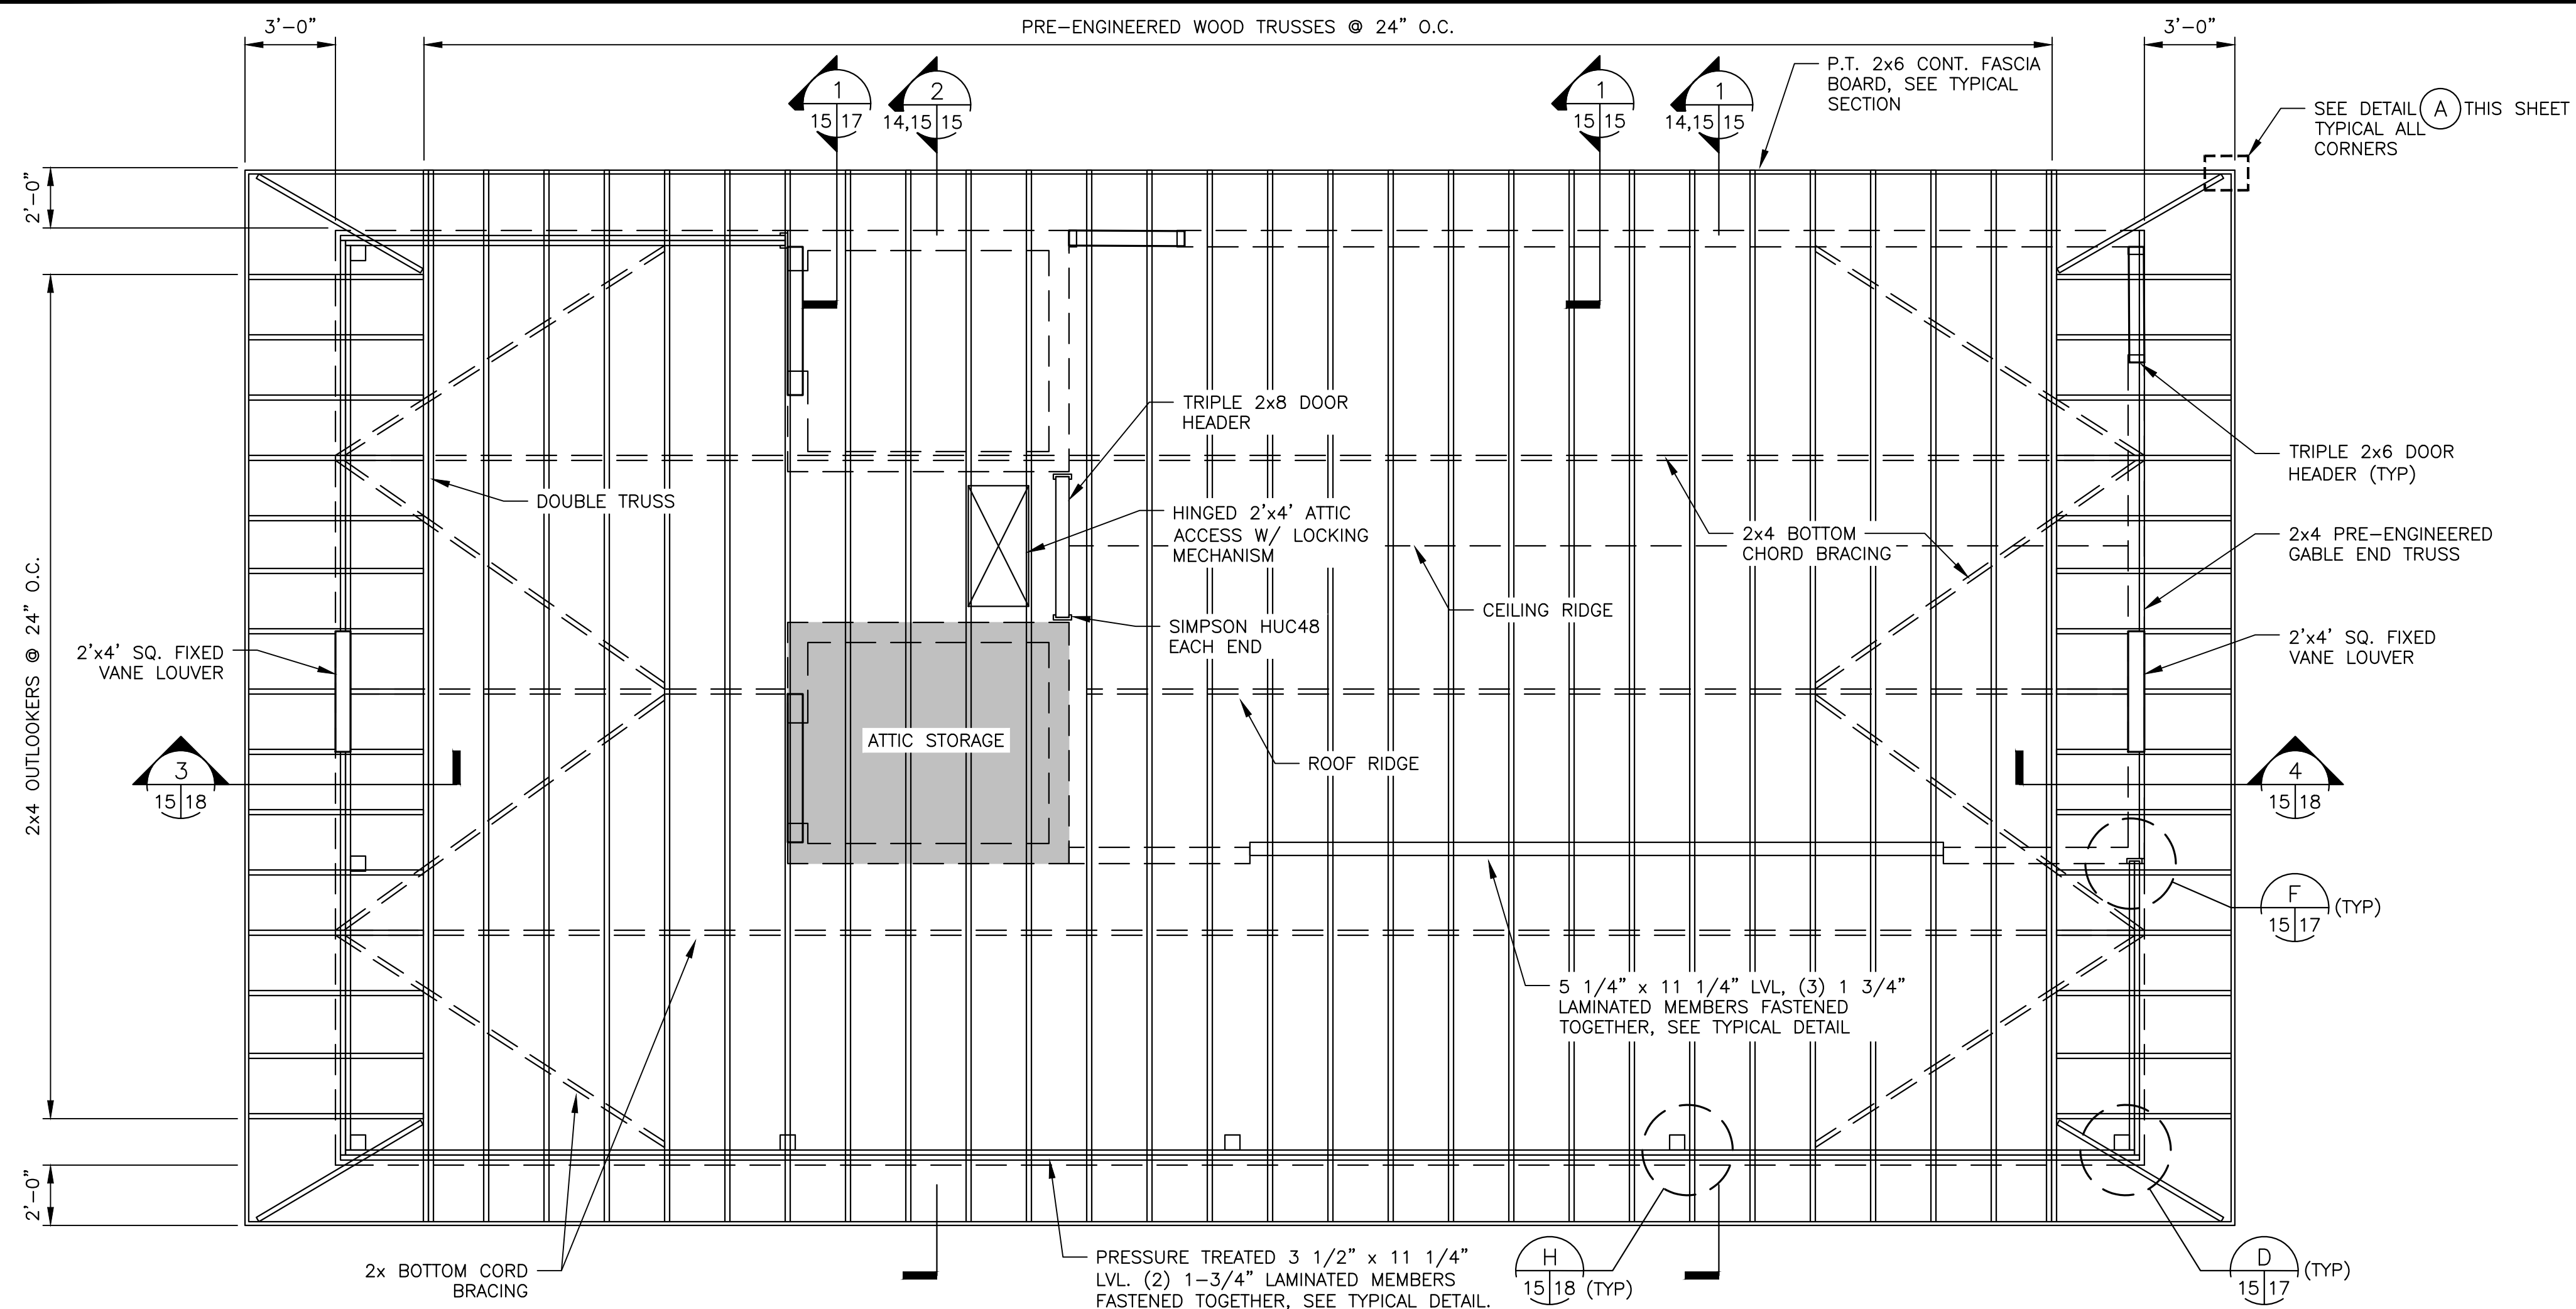 3'-0"
PRE-ENGINEERED WOOD TRUSSES @ 24" O.C.
3'-0"
1
15 17
2
14,15 15
1
15 15
1
14,15 15
P.T. 2x6 CONT. FASCIA
BOARD, SEE TYPICAL
SECTION
SEE DETAIL A THIS SHEET
TYPICAL ALL
CORNERS
2'-0"
TRIPLE 2x8 DOOR
HEADER
DOUBLE TRUSS
HINGED 2'x4' ATTIC
ACCESS W/ LOCKING
MECHANISM
2x4 BOTTOM
CHORD BRACING
TRIPLE 2x6 DOOR
HEADER (TYP)
2x4 PRE-ENGINEERED
GABLE END TRUSS
CEILING RIDGE
SIMPSON HUC48
EACH END
2'x4' SQ. FIXED
VANE LOUVER
2'x4' SQ. FIXED
VANE LOUVER
2x4 OUTLOOKERS @ 24" O.C.
ATTIC STORAGE
ROOF RIDGE
3
15 18
4
15 18
F
15 17
(TYP)
5 1/4" x 11 1/4" LVL, (3) 1 3/4"
LAMINATED MEMBERS FASTENED
TOGETHER, SEE TYPICAL DETAIL
2'-0"
2x BOTTOM CORD
BRACING
PRESSURE TREATED 3 1/2" x 11 1/4"
LVL. (2) 1-3/4" LAMINATED MEMBERS
FASTENED TOGETHER, SEE TYPICAL DETAIL.
H
15 18 (TYP)
D
15 17
(TYP)